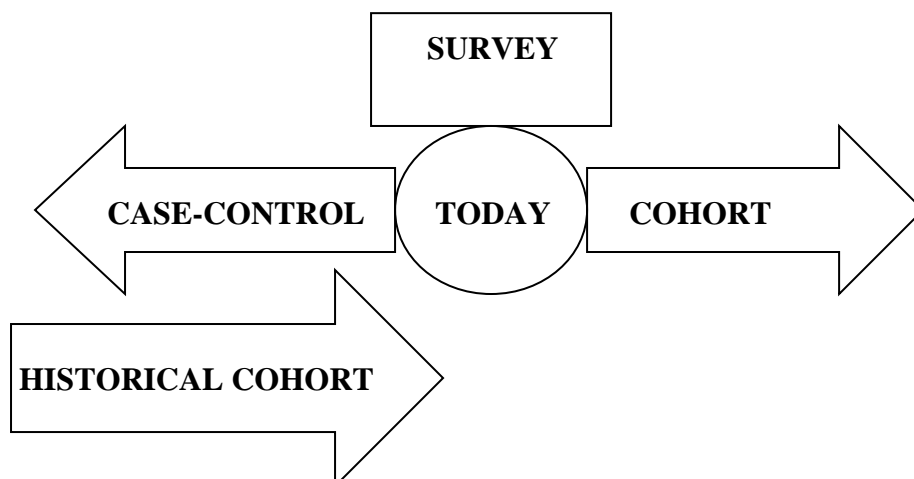 SURVEY
CASE-CONTROL
TODAY
COHORT
HISTORICAL COHORT